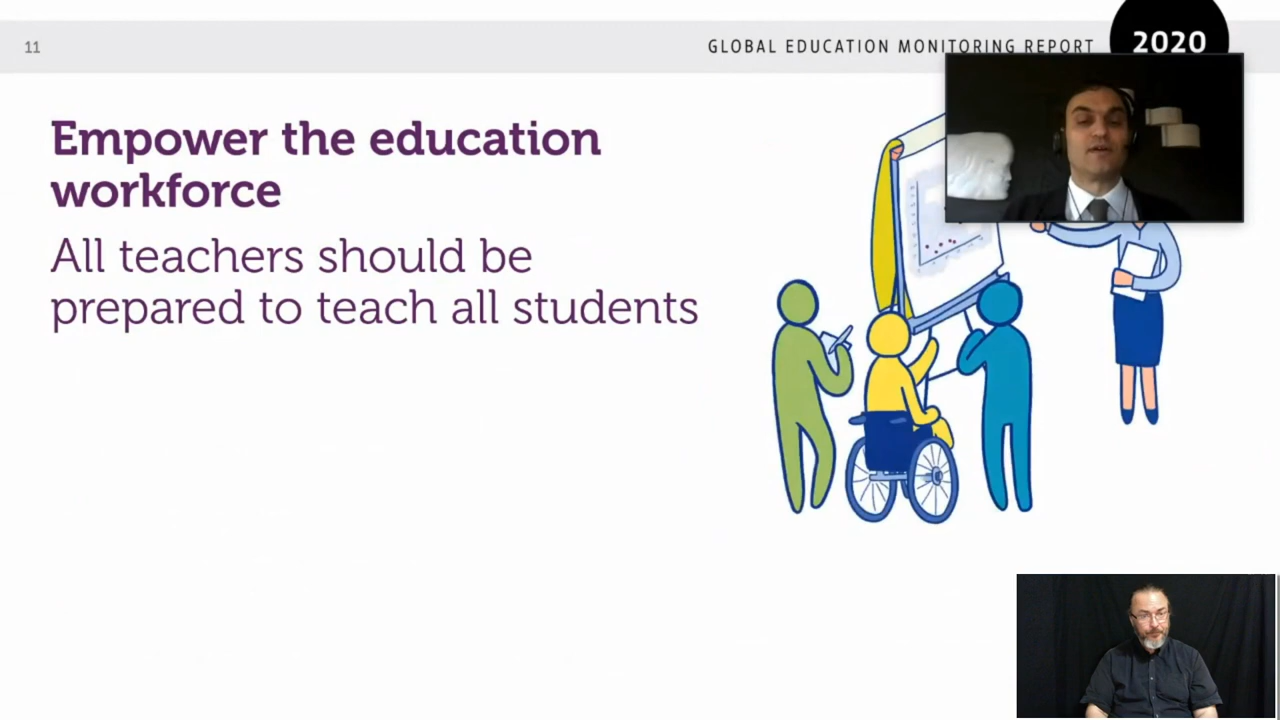 11
GLOBAL EDUCATION MONITORING REPORT
2020
Empower the education
workforce
All teachers should be
prepared to teach all students